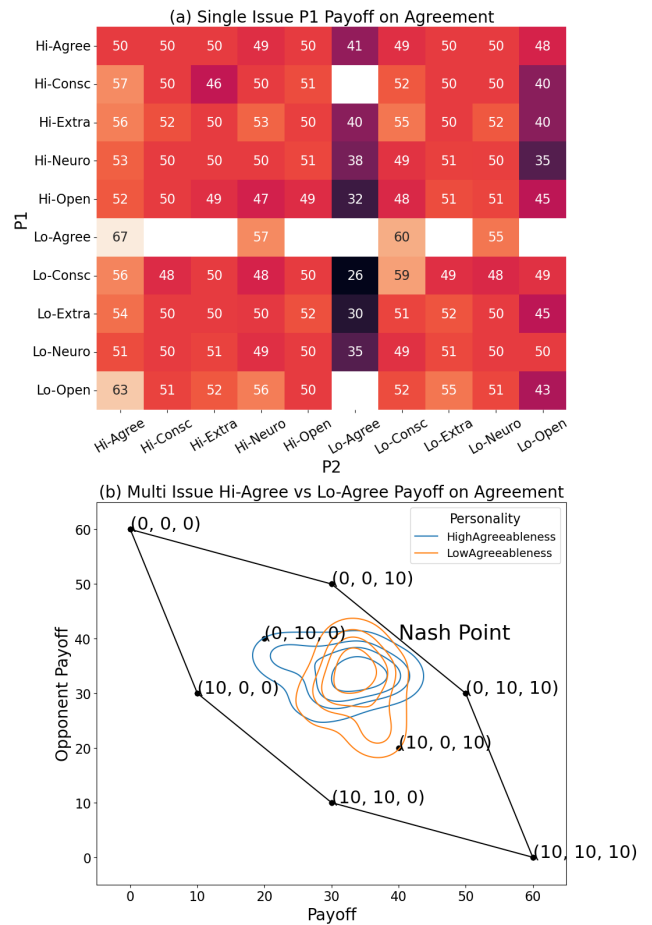 (a) Single Issue P1 Payoff on Agreement
Hi-Agree 50 50 50 49 50 41 49 50 50 48
Hi-Consc 57 50 46 50 51 52 50 50 40
Hi-Extra 56 52 50 53 50 40 55 50 52 40
Hi-Neuro 53 50 50 50 51 38 49 51 50 35
Hi-Open 52 50 49 47 49 32 48 51 51 45
P1
Lo-Agree 67 57 60 55
Lo-Consc 56 48 50 48 50 26 59 49 48 49
Lo-Extra 54 50 50 50 52 30 51 52 50 45
Lo-Neuro 51 50 51 49 50 35 49 51 50 50
Lo-Open 63 51 52 56 50 52 55 51 43
Hi-Agree Hi-Consc Hi-Extra Hi-Neuro Hi-Open Lo-Agree Lo-Consc Lo-Extra Lo-Neuro Lo-Open
P2
(b) Multi Issue Hi-Agree vs Lo-Agree Payoff on Agreement
Personality
HighAgreeableness
LowAgreeableness
60
50
40
30
20
10
0
Opponent Payoff
(0, 0, 0)
(0, 0, 10)
(0, 10, 0)
Nash Point
(10, 0, 0)
(0, 10, 10)
(10, 0, 10)
(10, 10, 0)
(10, 10, 10)
0 10 20 30 40 50 60
Payoff